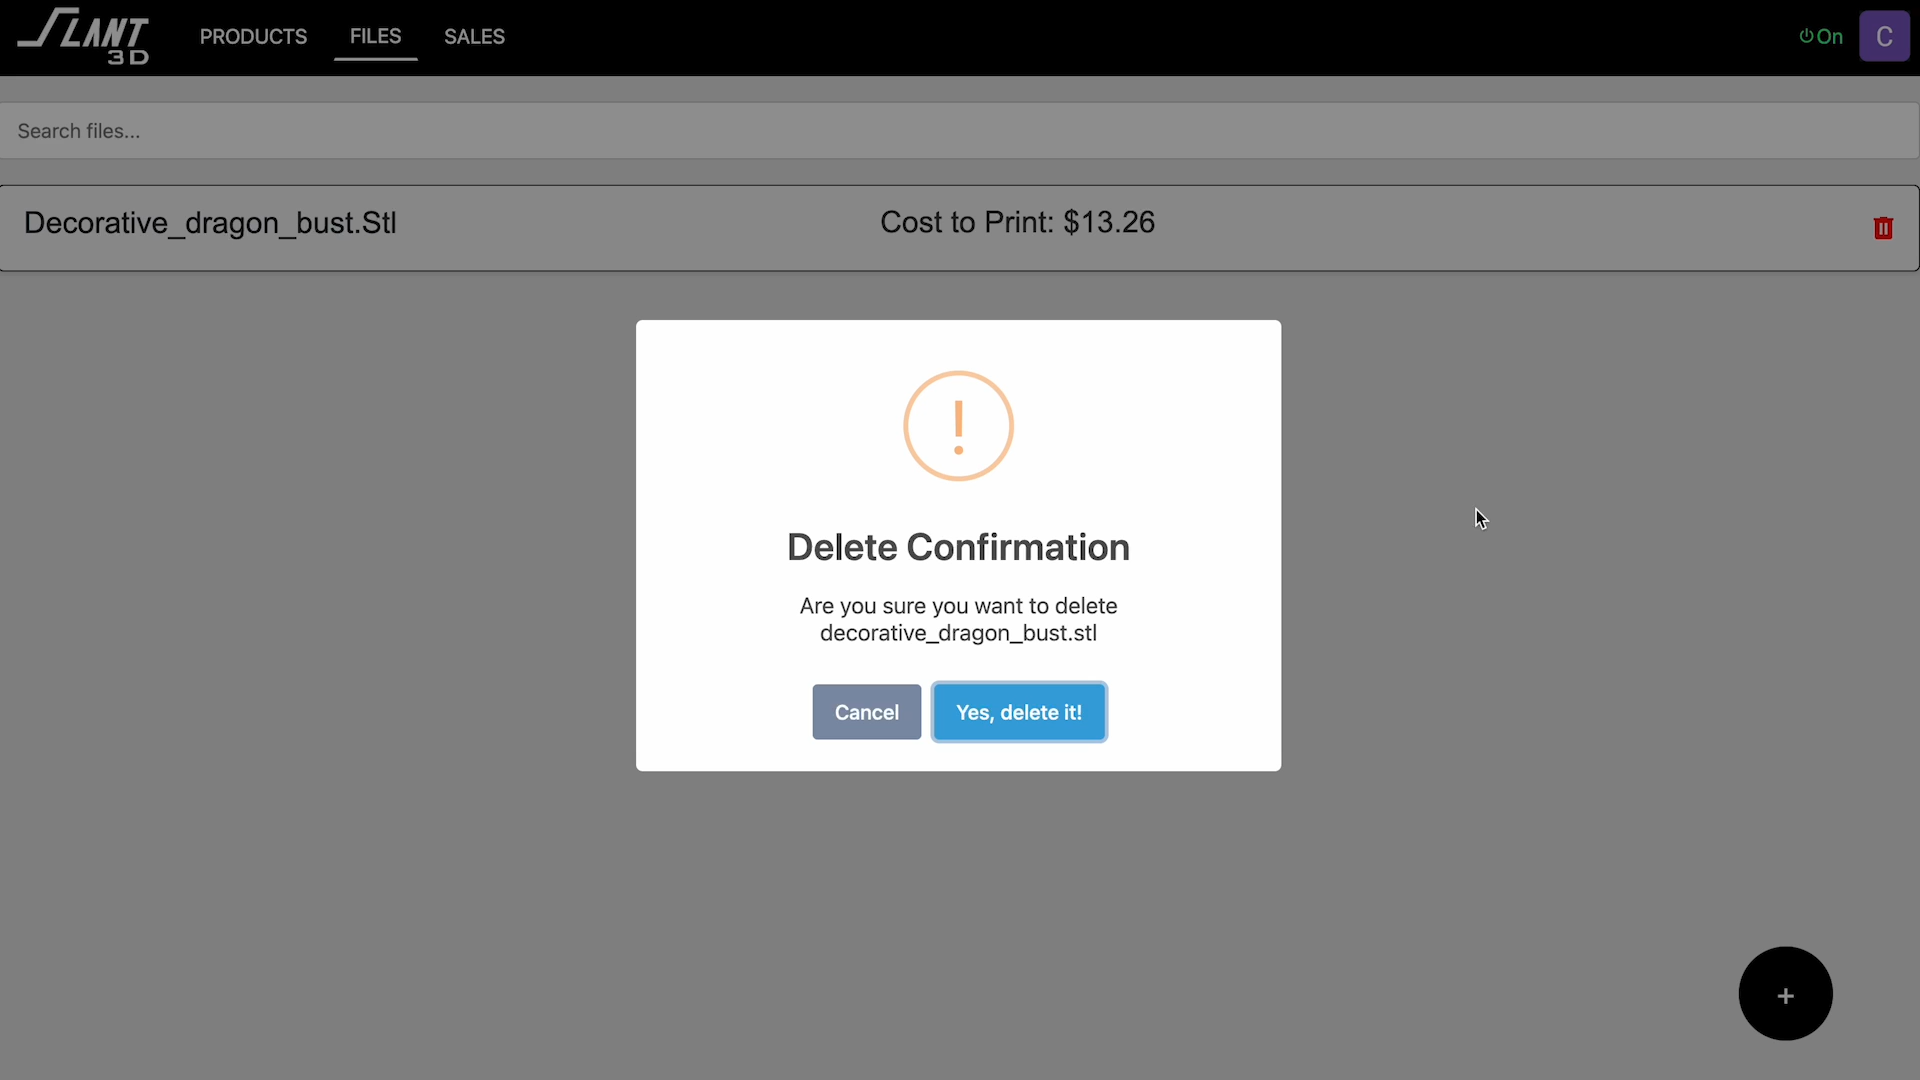 SLANT
3D
PRODUCTS
FILES
SALES
On
C
Search files...
Decorative_dragon_bust.Stl
Cost to Print: $13.26
!
Delete Confirmation
Are you sure you want to delete
decorative_dragon_bust.stl
Cancel
Yes, delete it!
+